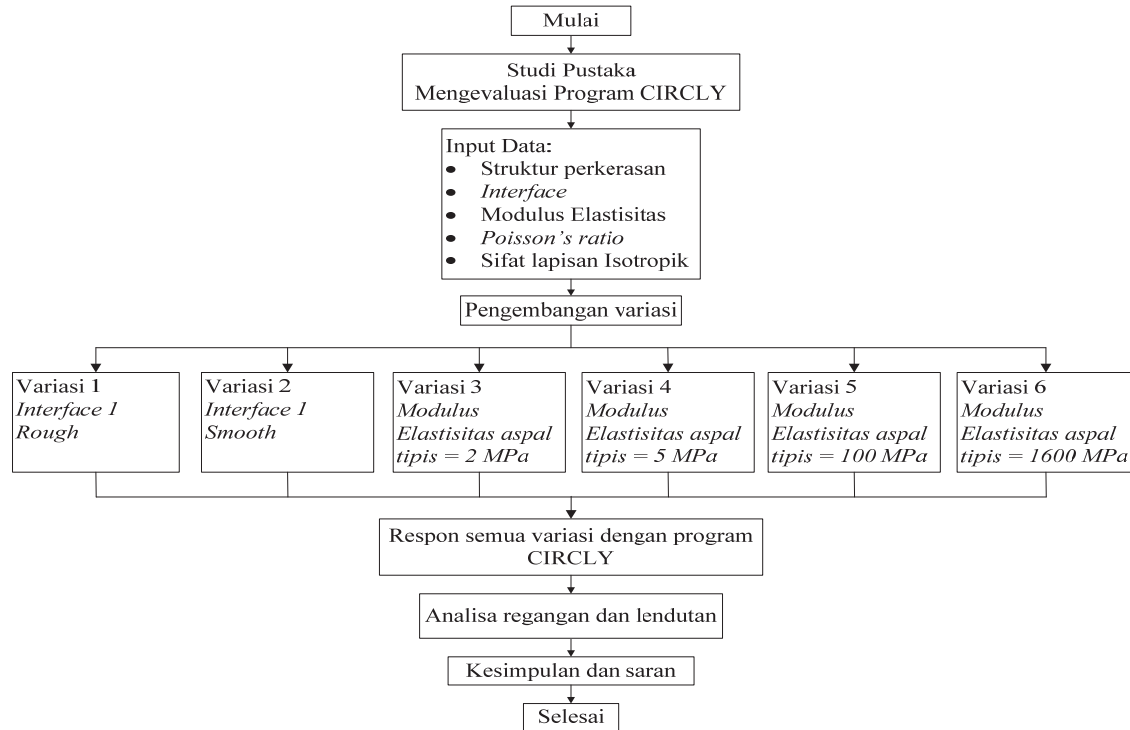 Mulai
Studi Pustaka
Mengevaluasi Program CIRCLY
Input Data:
● Struktur perkerasan
● Interface
● Modulus Elastisitas
● Poisson's ratio
● Sifat lapisan Isotropik
Pengembangan variasi
Variasi 1
Interface 1
Rough
Variasi 2
Interface 1
Smooth
Variasi 3
Modulus
Elastisitas aspal
tipis = 2 MPa
Variasi 4
Modulus
Elastisitas aspal
tipis = 5 MPa
Variasi 5
Modulus
Elastisitas aspal
tipis = 100 MPa
Variasi 6
Modulus
Elastisitas aspal
tipis = 1600 MPa
Respon semua variasi dengan program
CIRCLY
Analisa regangan dan lendutan
Kesimpulan dan saran
Selesai